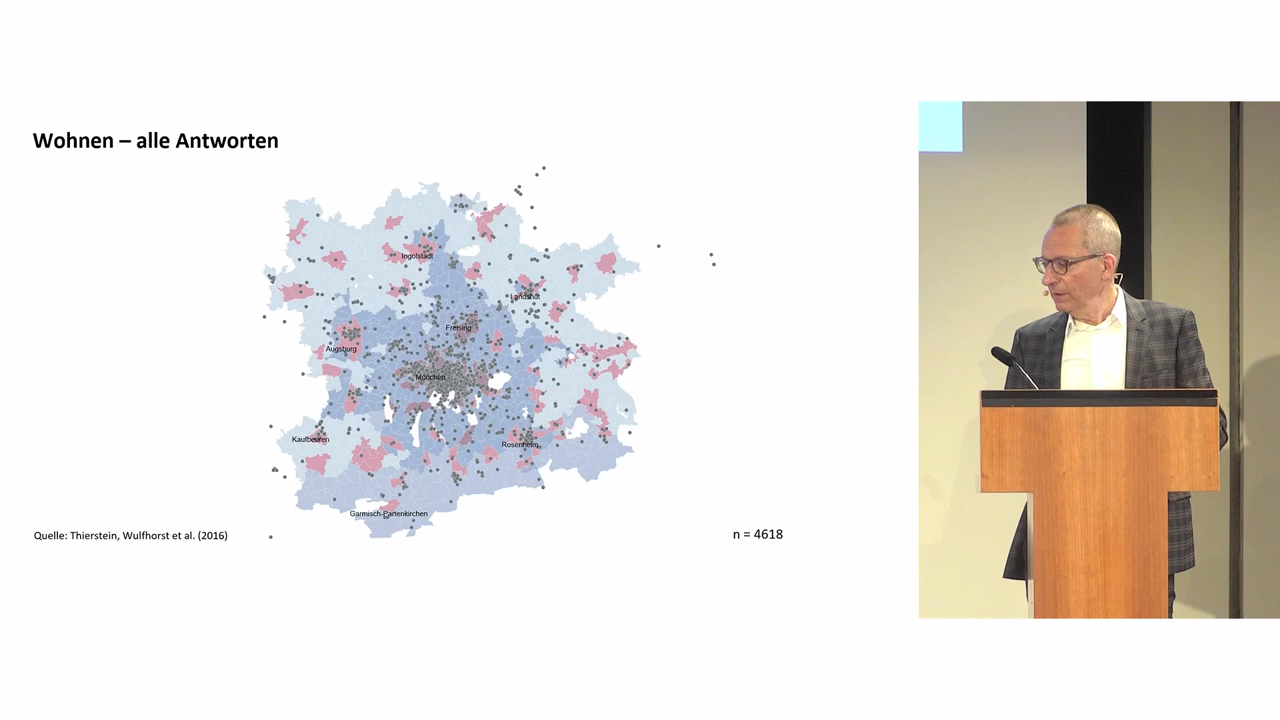 Wohnen – alle Antworten
Ingolstadt
Landshut
Freising
Augsburg
München
Kaufbeuren
Rosenheim
Garmisch-Partenkirchen
Quelle: Thierstein, Wulfhorst et al. (2016)
n = 4618